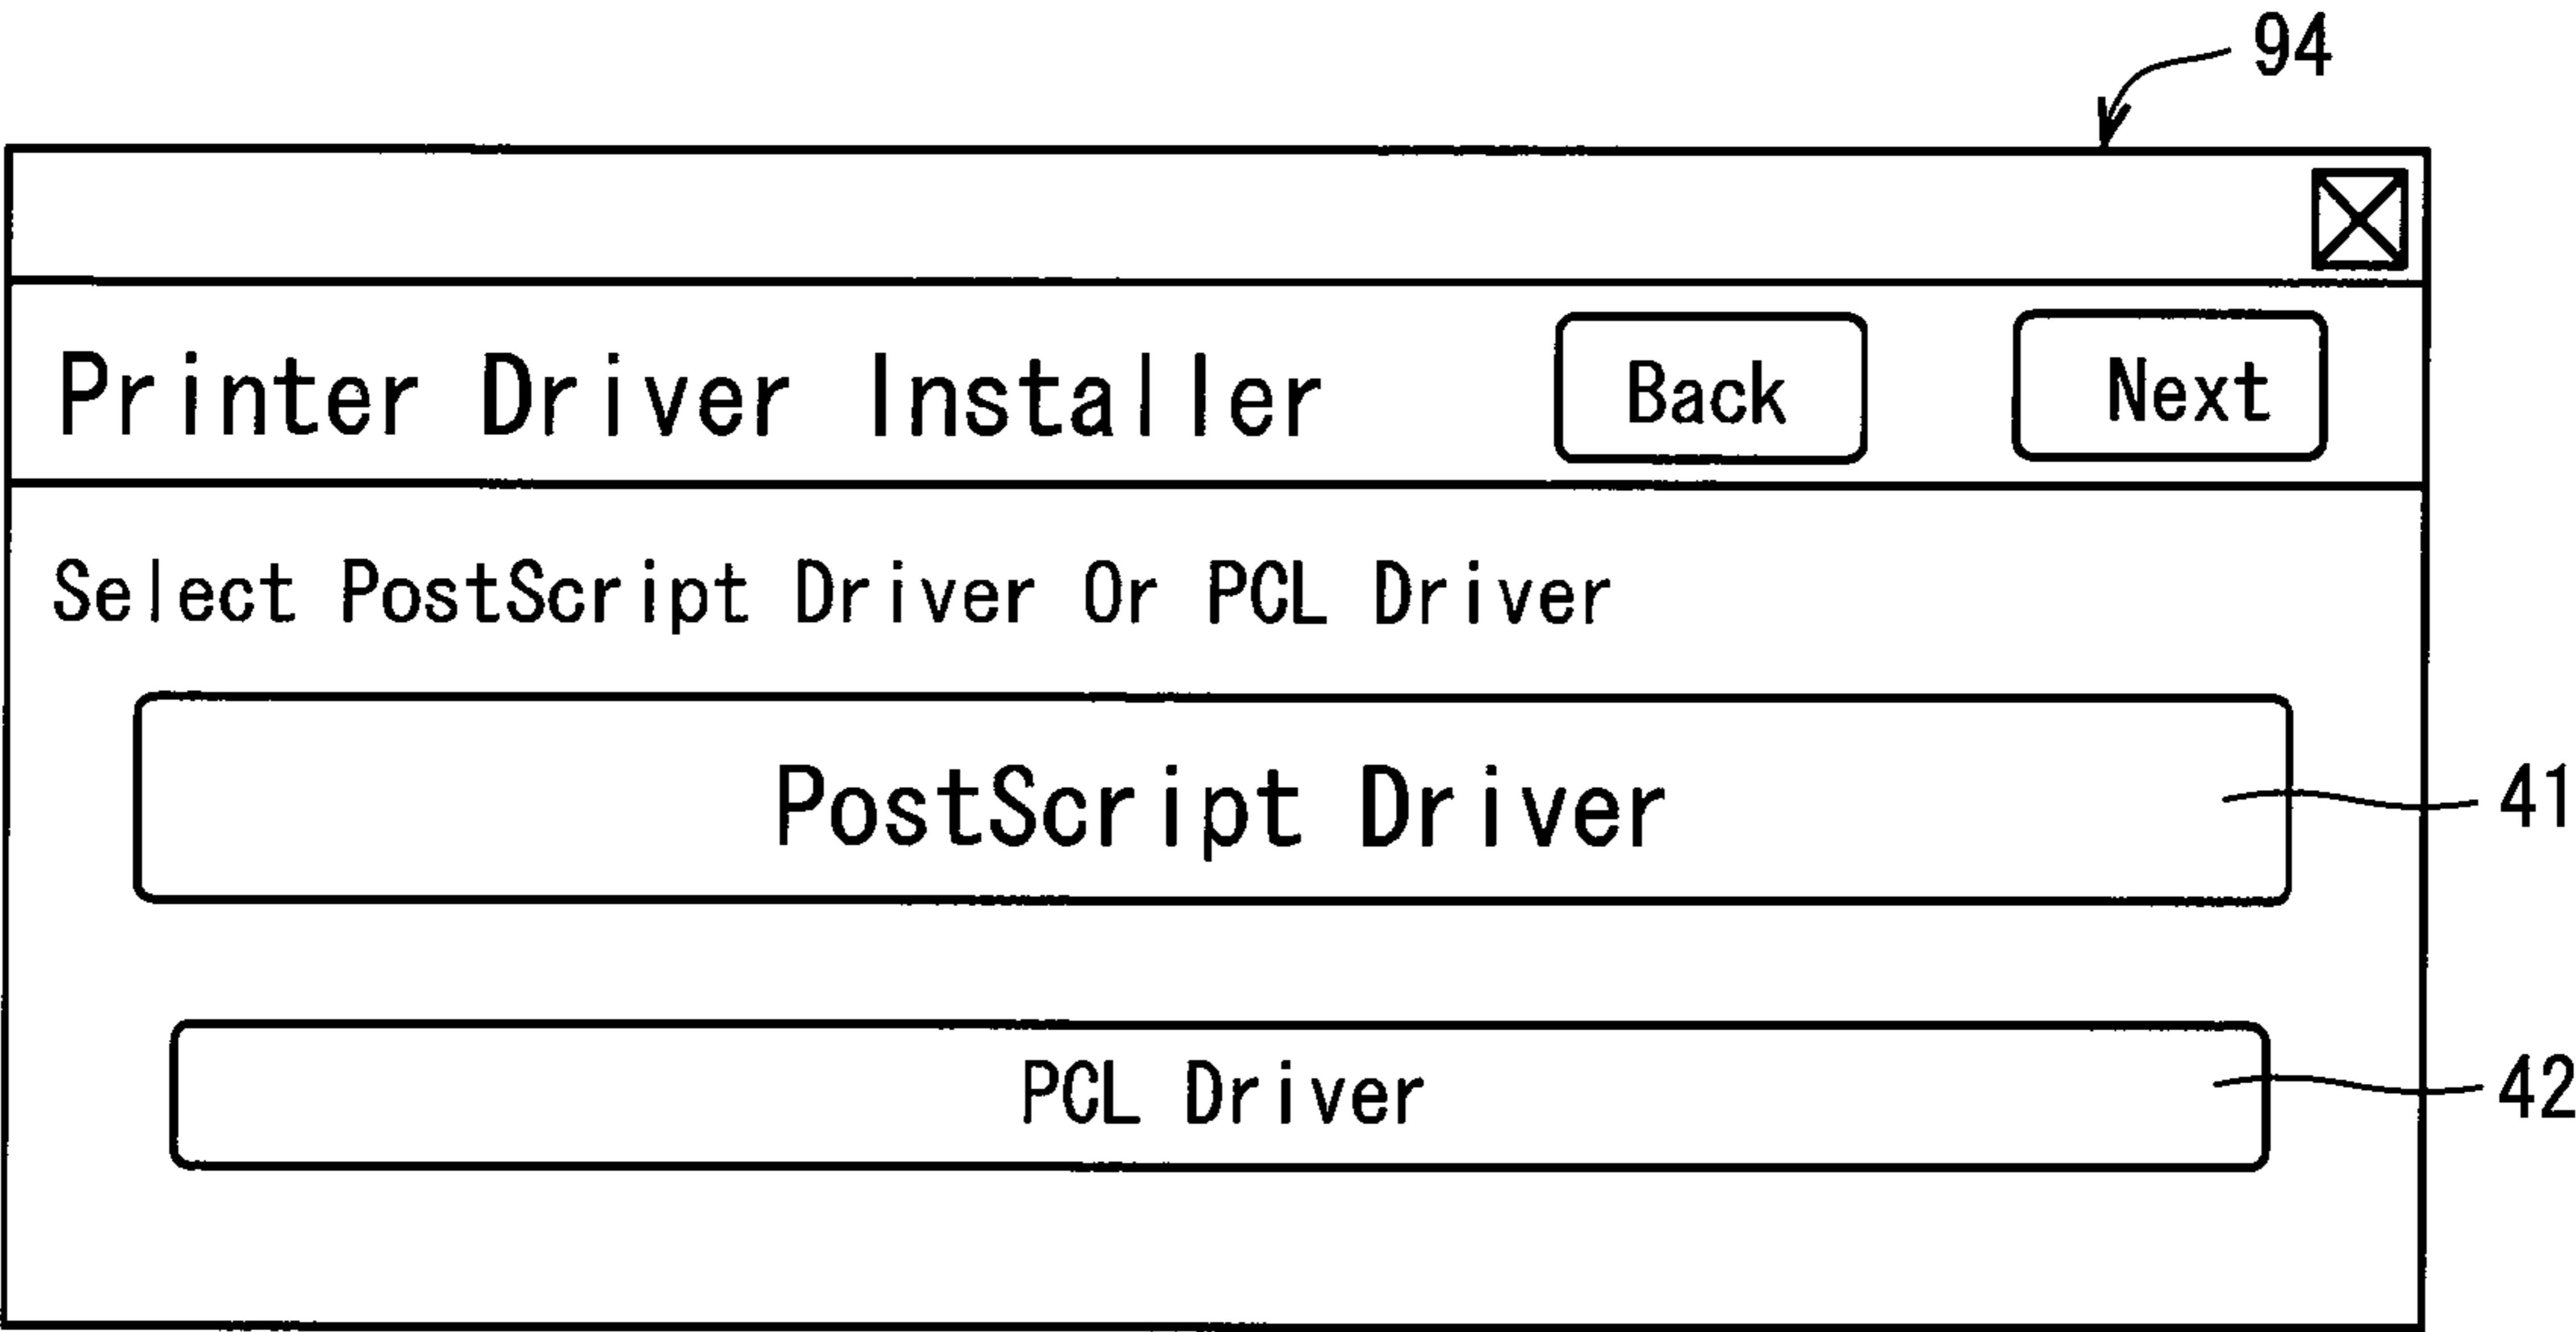 94
Printer Driver Installer Back Next
Select PostScript Driver Or PCL Driver
PostScript Driver 41
PCL Driver 42